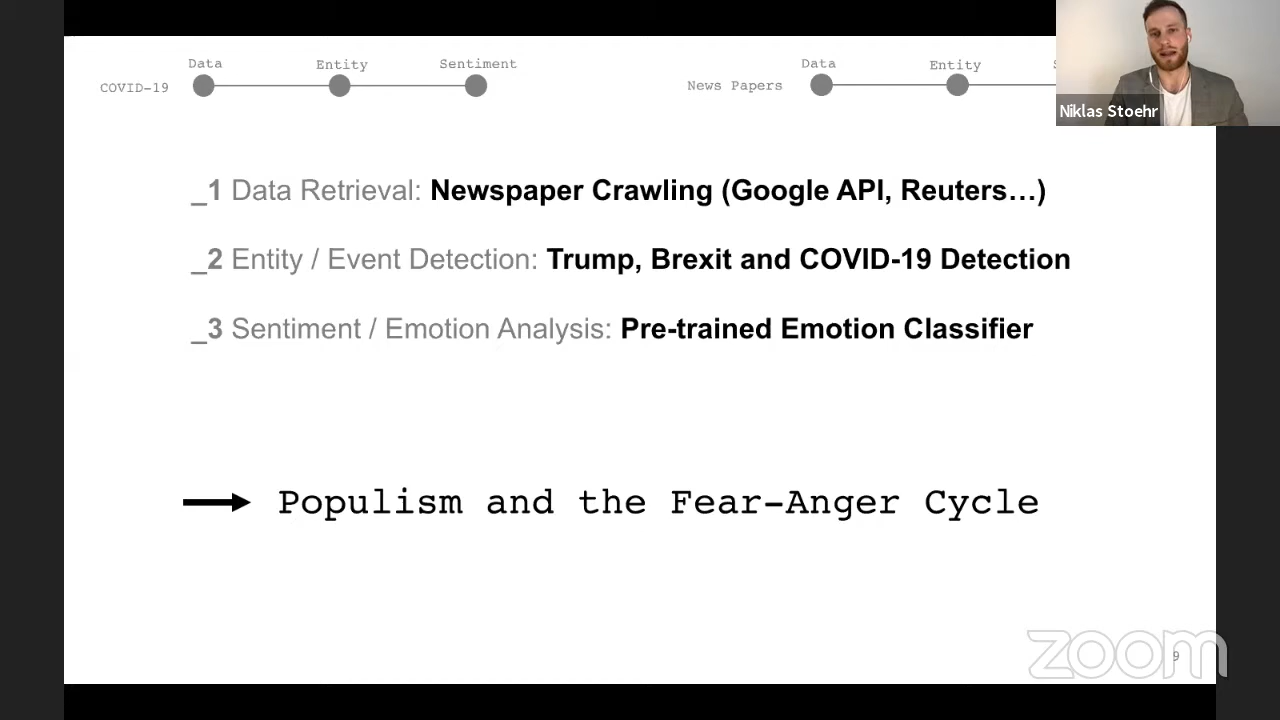 Data Entity Sentiment
COVID-19
Data Entity
News Papers
Niklas Stoehr
_1 Data Retrieval: Newspaper Crawling (Google API, Reuters…)
_2 Entity / Event Detection: Trump, Brexit and COVID-19 Detection
_3 Sentiment / Emotion Analysis: Pre-trained Emotion Classifier
Populism and the Fear-Anger Cycle
zoom
9